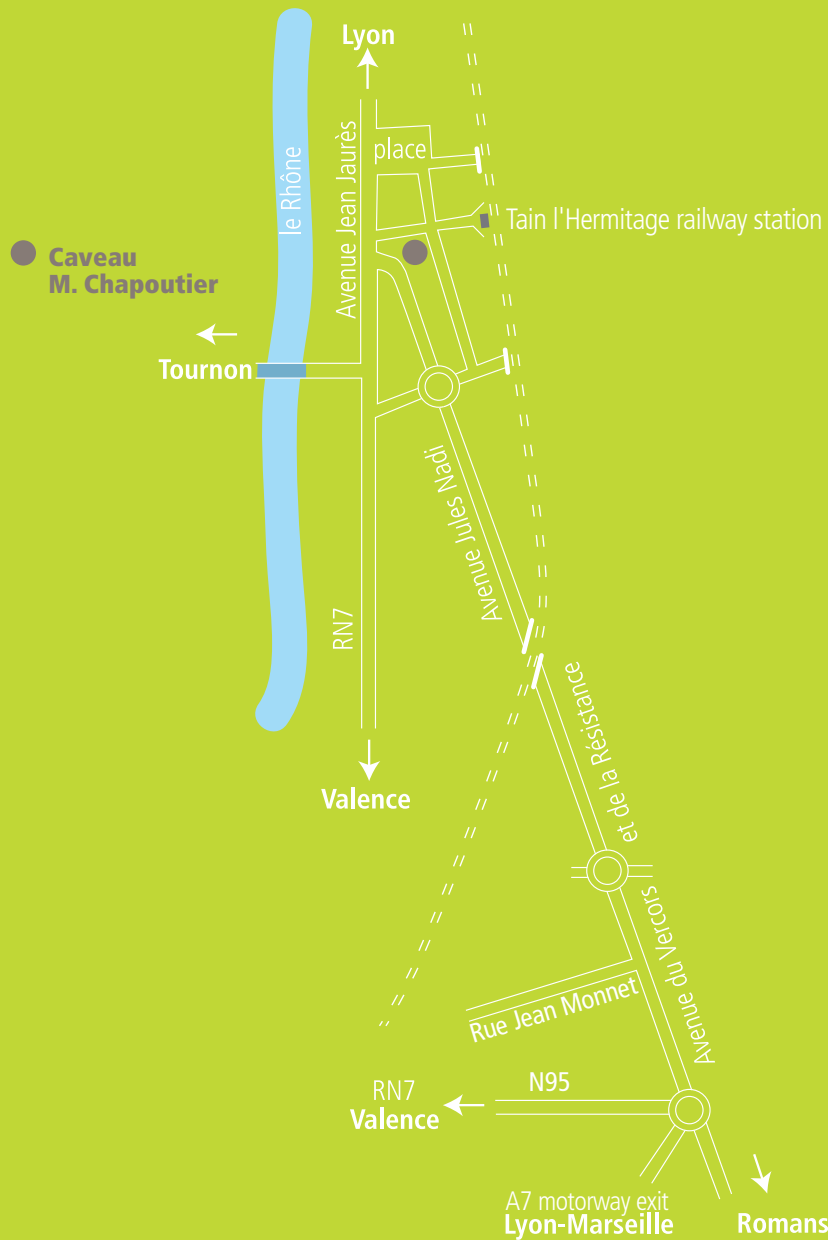 Lyon
le Rhône
Avenue Jean Jaurès
place
Tain l'Hermitage railway station
Caveau
M. Chapoutier
Tournon
Avenue Jules Nadi
RN7
Valence
et de la Résistance
Avenue du Vercors
Rue Jean Monnet
N95
RN7
Valence
A7 motorway exit
Lyon-Marseille
Romans